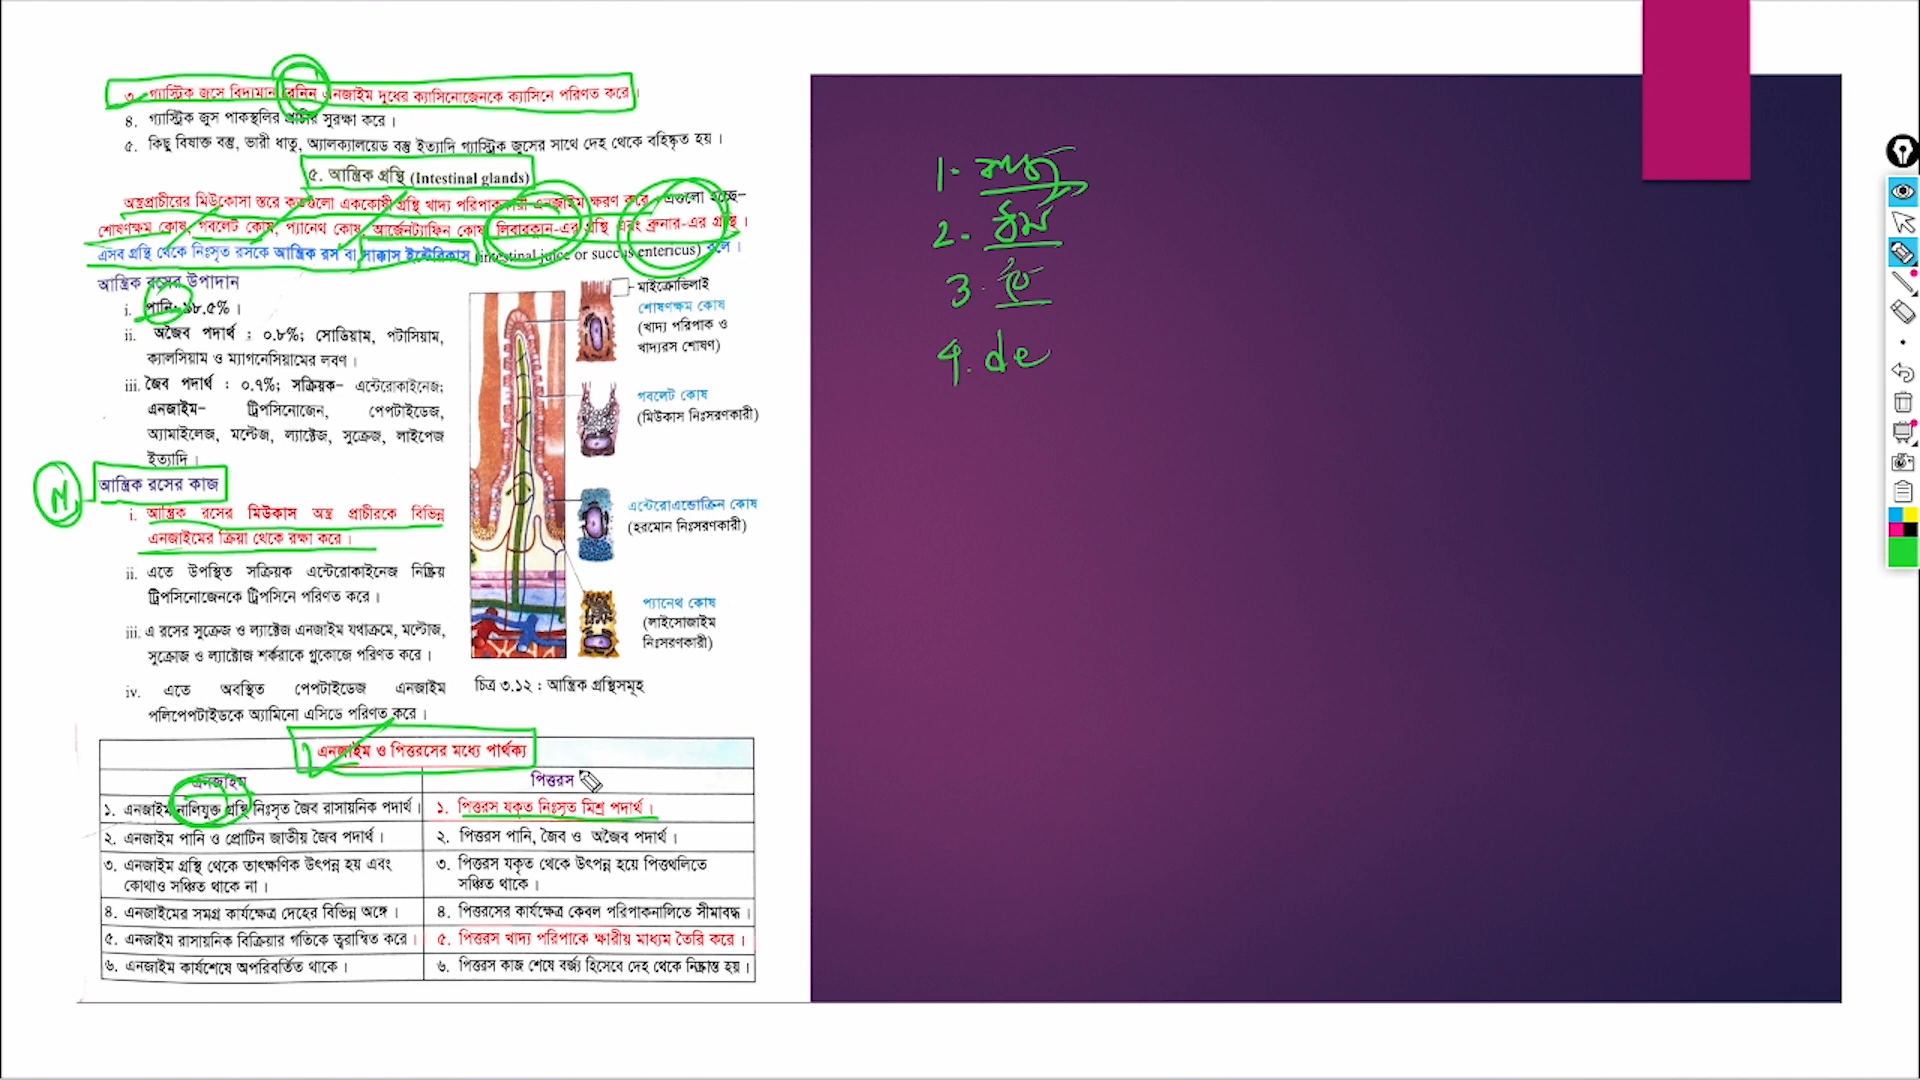 ৩. গ্যাস্ট্রিক জুসে বিদ্যমান রেনিন এনজাইম দুধের ক্যাসিনোজেনকে ক্যাসিনে পরিণত করে।
৪. গ্যাস্ট্রিক জুস পাকস্থলির প্রাচীর সুরক্ষা করে।
৫. কিছু বিষাক্ত বস্তু, ভারী ধাতু, অ্যালক্যালয়েড বস্তু ইত্যাদি গ্যাস্ট্রিক জুসের সাথে দেহ থেকে বহিষ্কৃত হয়।
৫. আন্ত্রিক গ্রন্থি (Intestinal glands)
অন্ত্রপ্রাচীরের মিউকোসা স্তরে কতগুলো এককোষী গ্রন্থি খাদ্য পরিপাককারী এনজাইম ক্ষরণ করে। এগুলো হচ্ছে–
শোষণক্ষম কোষ, গবলেট কোষ, প্যানেথ কোষ, আর্জেনট্যাফিন কোষ, লিবারকুন-এর গ্রন্থি এবং ব্রুনার-এর গ্রন্থি।
এসব গ্রন্থি থেকে নিঃসৃত রসকে আন্ত্রিক রস বা সাক্কাস ইন্টেরিকাস (intestinal juice or succus entericus) বলে।
আন্ত্রিক রসের উপাদান
i. পানি: ৯৮.৫%।
ii. অজৈব পদার্থ : ০.৮%; সোডিয়াম, পটাসিয়াম,
ক্যালসিয়াম ও ম্যাগনেসিয়ামের লবণ।
iii. জৈব পদার্থ : ০.৭%; সক্রিয়ক– এন্টেরোকাইনেজ;
এনজাইম– ট্রিপসিনোজেন, পেপটাইডেজ,
অ্যামাইলেজ, মল্টেজ, ল্যাক্টেজ, সুক্রেজ, লাইপেজ
ইত্যাদি।
N
আন্ত্রিক রসের কাজ
i. আন্ত্রিক রসের মিউকাস অন্ত্র প্রাচীরকে বিভিন্ন
এনজাইমের ক্রিয়া থেকে রক্ষা করে।
ii. এতে উপস্থিত সক্রিয়ক এন্টেরোকাইনেজ নিষ্ক্রিয়
ট্রিপসিনোজেনকে ট্রিপসিনে পরিণত করে।
iii. এ রসের সুক্রেজ ও ল্যাক্টেজ এনজাইম যথাক্রমে, মল্টোজ,
সুক্রোজ ও ল্যাক্টোজ শর্করাকে গ্লুকোজে পরিণত করে।
iv. এতে অবস্থিত পেপটাইডেজ এনজাইম
পলিপেপটাইডকে অ্যামিনো এসিডে পরিণত করে।
মাইক্রোভিলাই
শোষণক্ষম কোষ
(খাদ্য পরিপাক ও
খাদ্যরস শোষণ)
গবলেট কোষ
(মিউকাস নিঃসরণকারী)
এন্টেরোএন্ডোক্রিন কোষ
(হরমোন নিঃসরণকারী)
প্যানেথ কোষ
(লাইসোজাইম
নিঃসরণকারী)
চিত্র ৩.১২ : আন্ত্রিক গ্রন্থিসমূহ
এনজাইম ও পিত্তরসের মধ্যে পার্থক্য
এনজাইম
পিত্তরস
১. এনজাইম নালিযুক্ত গ্রন্থি নিঃসৃত জৈব রাসায়নিক পদার্থ।
১. পিত্তরস যকৃত নিঃসৃত মিশ্র পদার্থ।
২. এনজাইম পানি ও প্রোটিন জাতীয় জৈব পদার্থ।
২. পিত্তরস পানি, জৈব ও অজৈব পদার্থ।
৩. এনজাইম গ্রন্থি থেকে তাৎক্ষণিক উৎপন্ন হয় এবং
কোথাও সঞ্চিত থাকে না।
৩. পিত্তরস যকৃত থেকে উৎপন্ন হয়ে পিত্তথলিতে
সঞ্চিত থাকে।
৪. এনজাইমের সমগ্র কার্যক্ষেত্র দেহের বিভিন্ন অঙ্গে।
৪. পিত্তরসের কার্যক্ষেত্র কেবল পরিপাকনালিতে সীমাবদ্ধ।
৫. এনজাইম রাসায়নিক বিক্রিয়ার গতিকে ত্বরান্বিত করে।
৫. পিত্তরস খাদ্য পরিপাকে ক্ষারীয় মাধ্যম তৈরি করে।
৬. এনজাইম কার্যশেষে অপরিবর্তিত থাকে।
৬. পিত্তরস কাজ শেষে বর্জ্য হিসেবে দেহ থেকে নিষ্ক্রান্ত হয়।
1.
2.
3.
4. de